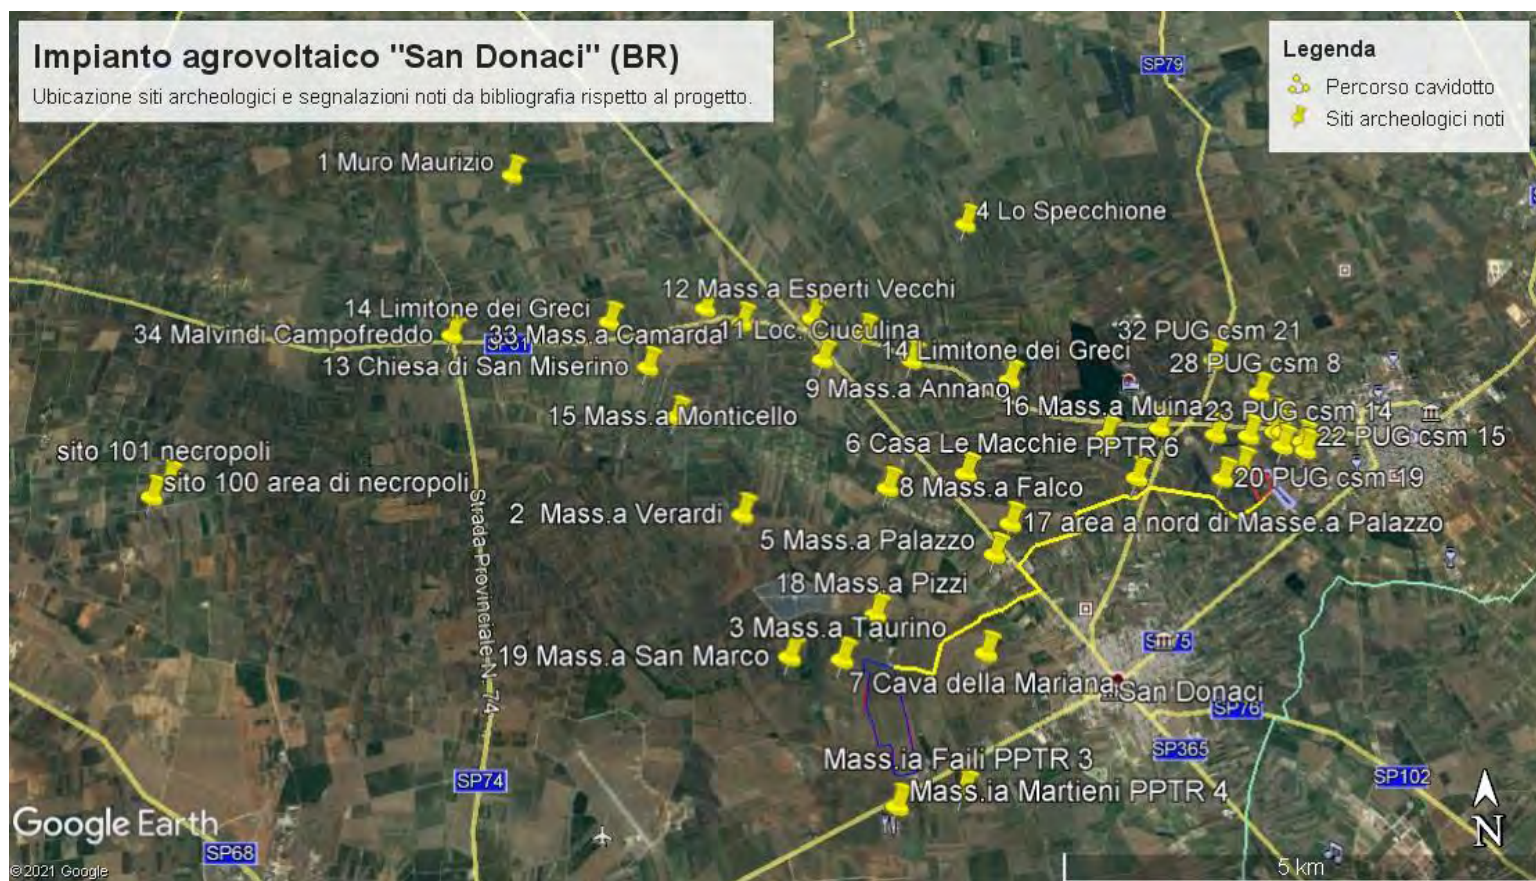 Impianto agrovoltaico "San Donaci" (BR)
Ubicazione siti archeologici e segnalazioni noti da bibliografia rispetto al progetto.
Legenda
Percorso cavidotto
Siti archeologici noti
SP79
1 Muro Maurizio
4 Lo Specchione
12 Mass.a Esperti Vecchi
14 Limitone dei Greci
34 Malvindi Campofreddo
33 Mass.a Camarda
11 Loc. Ciuculina
32 PUG csm 21
14 Limitone dei Greci
28 PUG csm 8
13 Chiesa di San Miserino
9 Mass.a Annano
15 Mass.a Monticello
16 Mass.a Muina
23 PUG csm 14
22 PUG csm 15
6 Casa Le Macchie
PPTR 6
sito 101 necropoli
sito 100 area di necropoli
8 Mass.a Falco
20 PUG csm 19
2 Mass.a Verardi
17 area a nord di Masse.a Palazzo
5 Mass.a Palazzo
18 Mass.a Pizzi
3 Mass.a Taurino
Strada Provinciale N. 74
19 Mass.a San Marco
7 Cava della Mariana
San Donaci
SP76
SP365
Mass.ia Faili PPTR 3
SP74
SP102
Mass.ia Martieni PPTR 4
Google Earth
SP68
N
5 km
©2021 Google